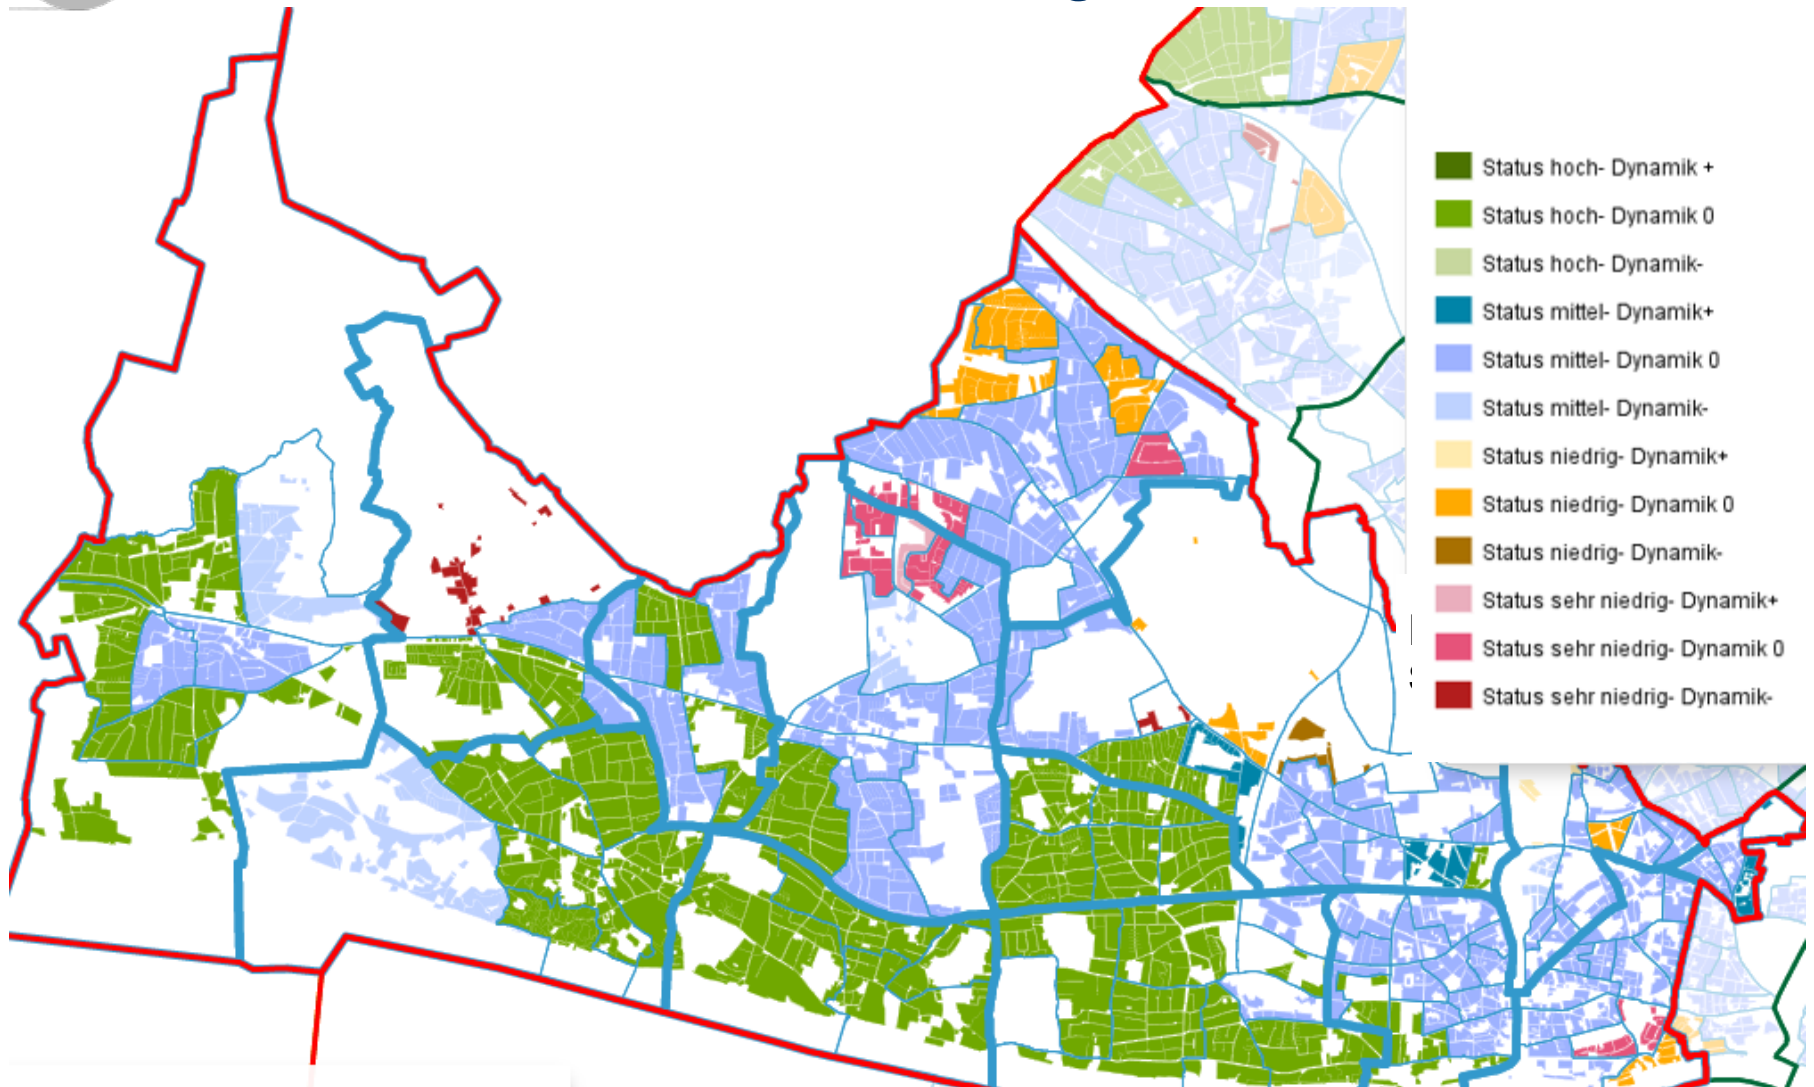 Status hoch- Dynamik +
Status hoch- Dynamik 0
Status hoch- Dynamik-
Status mittel- Dynamik+
Status mittel- Dynamik 0
Status mittel- Dynamik-
Status niedrig- Dynamik+
Status niedrig- Dynamik 0
Status niedrig- Dynamik-
Status sehr niedrig- Dynamik+
Status sehr niedrig- Dynamik 0
Status sehr niedrig- Dynamik-